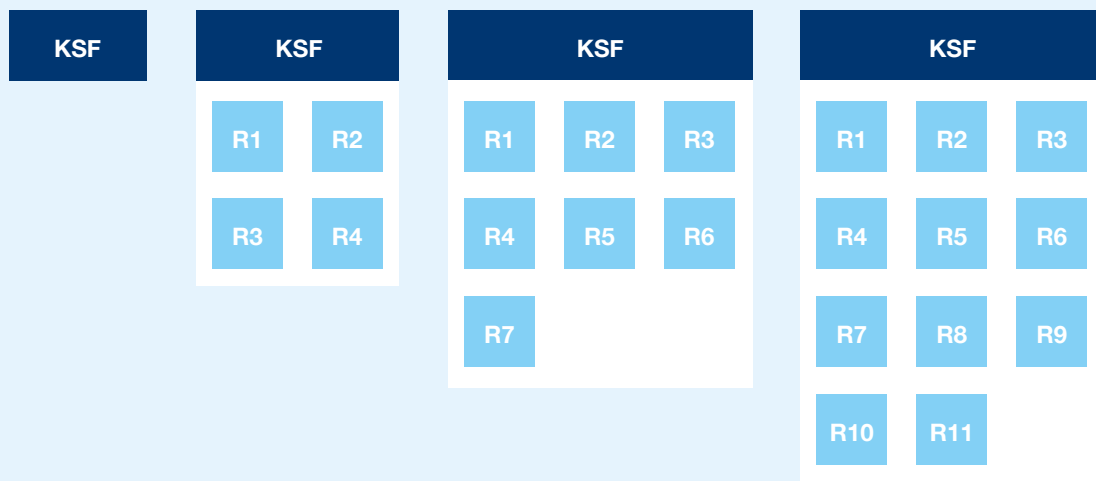 KSF
KSF
R1 R2
R3 R4
KSF
R1 R2 R3
R4 R5 R6
R7
KSF
R1 R2 R3
R4 R5 R6
R7 R8 R9
R10 R11